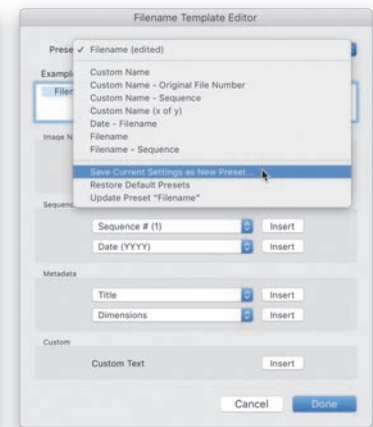 Filename Template Editor
Prese ✓ Filename (edited)
Custom Name
Exampl
Custom Name - Original File Number
Filen
Custom Name - Sequence
Custom Name (x of y)
Date - Filename
Image N
Filename
Filename - Sequence
Save Current Settings as New Preset...
Restore Default Presets
Update Preset "Filename"
Sequenc
Sequence # (1) Insert
Date (YYYY) Insert
Metadata
Title Insert
Dimensions Insert
Custom
Custom Text Insert
Cancel Done